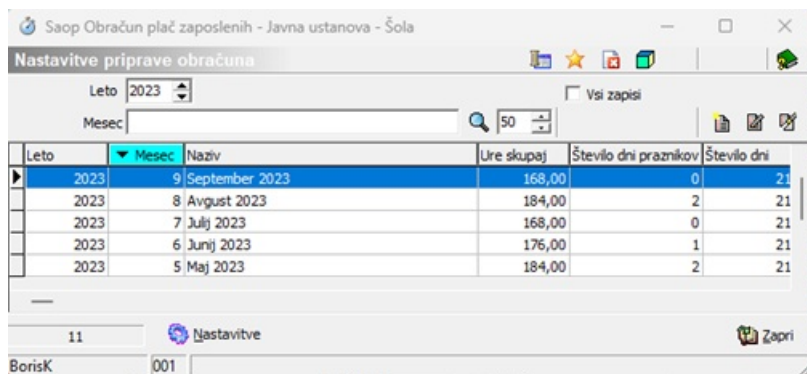 Saop Obračun plač zaposlenih - Javna ustanova - Šola
Nastavitve priprave obračuna
Leto 2023
Vsi zapisi
Mesec 50
Leto Mesec Naziv Ure skupaj Število dni praznikov Število dni
2023 9 September 2023 168,00 0 21
2023 8 Avgust 2023 184,00 2 21
2023 7 Julij 2023 168,00 0 21
2023 6 Junij 2023 176,00 1 21
2023 5 Maj 2023 184,00 2 21
11 Nastavitve Zapri
BorisK 001